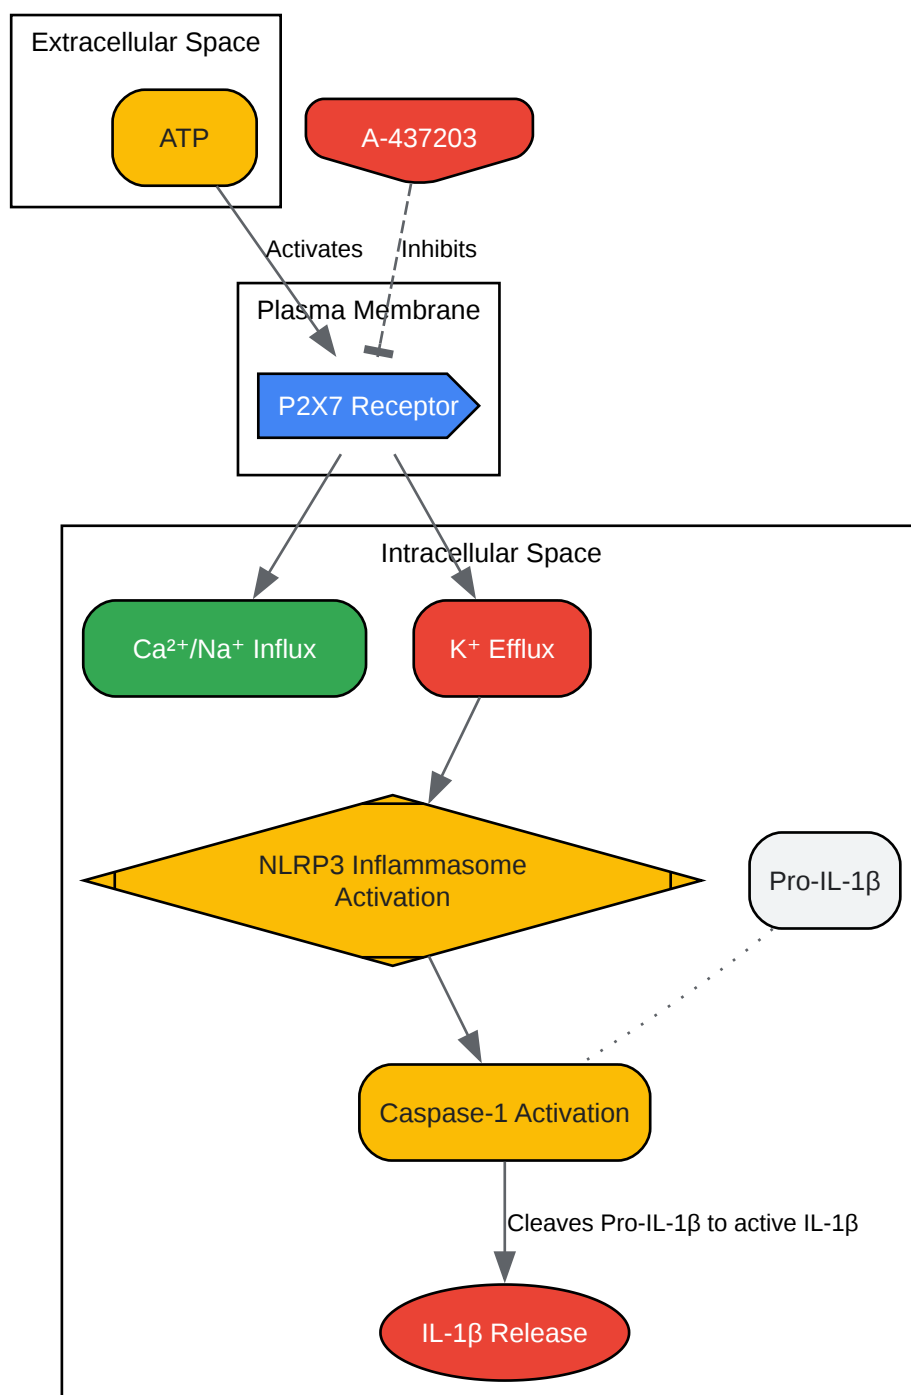 Extracellular Space
ATP
A-437203
Activates
Inhibits
Plasma Membrane
P2X7 Receptor
Intracellular Space
Ca²⁺/Na⁺ Influx
K⁺ Efflux
NLRP3 Inflammasome
Activation
Pro-IL-1β
Caspase-1 Activation
Cleaves Pro-IL-1β to active IL-1β
IL-1β Release